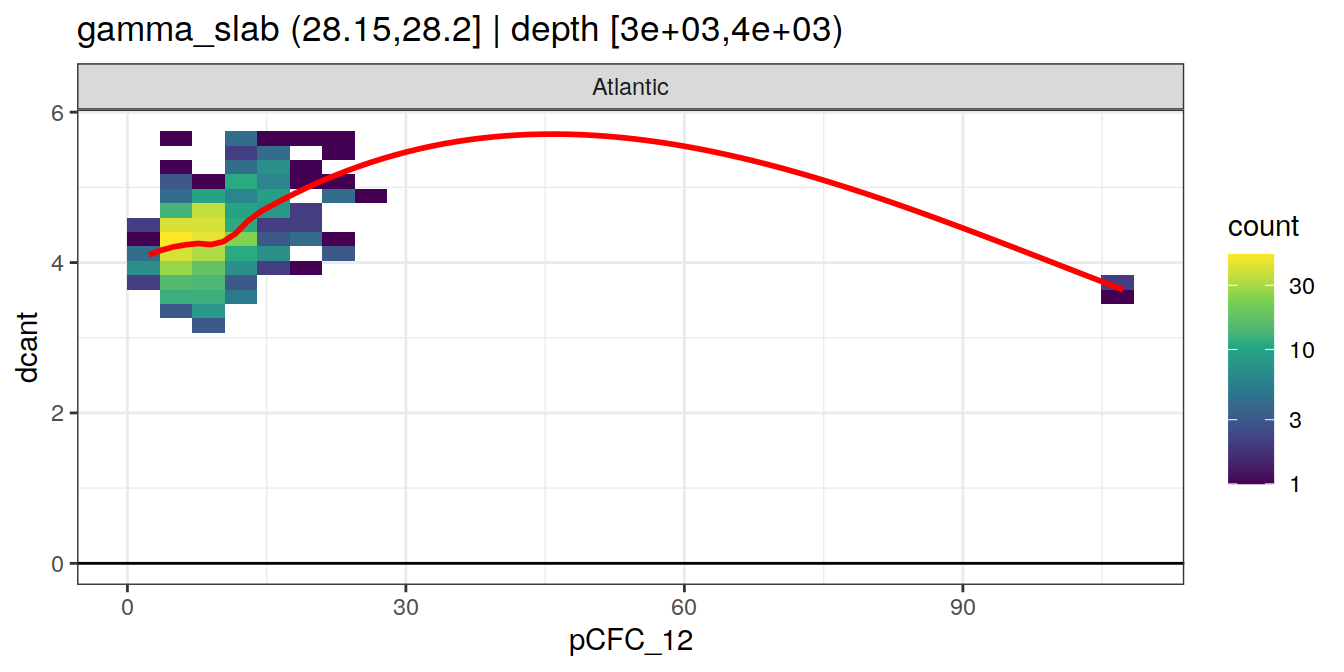 gamma_slab (28.15,28.2] | depth [3e+03,4e+03)
Atlantic
6
4
2
0
dcant
0 30 60 90
pCFC_12
count
30
10
3
1